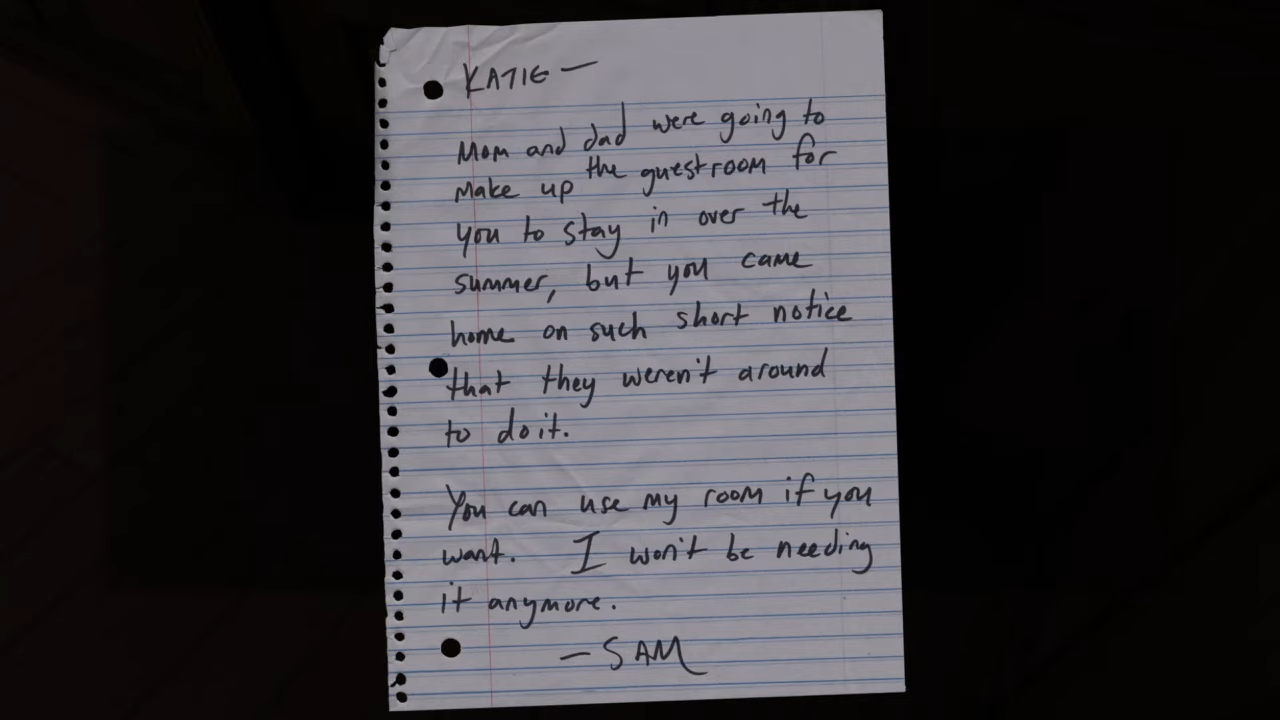 KATIE —
Mom and dad were going to
make up the guestroom for
you to stay in over the
summer, but you came
home on such short notice
that they weren't around
to do it.
You can use my room if you
want. I won't be needing
it anymore.
— SAM